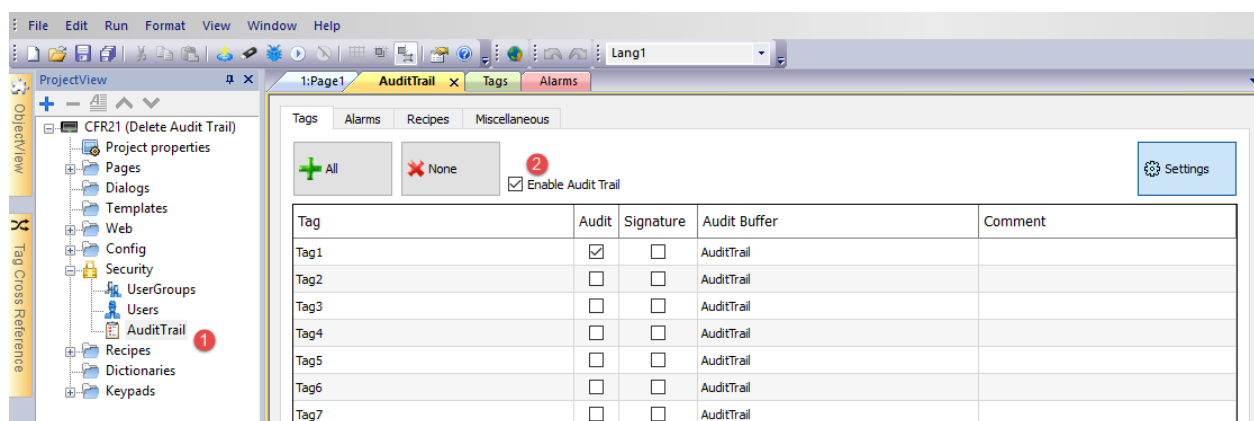 File Edit Run Format View Window Help
Lang1
ProjectView
1:Page1 AuditTrail Tags Alarms
ObjectView
Tag Cross Reference
CFR21 (Delete Audit Trail)
Project properties
Pages
Dialogs
Templates
Web
Config
Security
UserGroups
Users
AuditTrail
1
Recipes
Dictionaries
Keypads
Tags Alarms Recipes Miscellaneous
All None
2
Enable Audit Trail
Settings
Tag Audit Signature Audit Buffer Comment
Tag1 AuditTrail
Tag2 AuditTrail
Tag3 AuditTrail
Tag4 AuditTrail
Tag5 AuditTrail
Tag6 AuditTrail
Tag7 AuditTrail